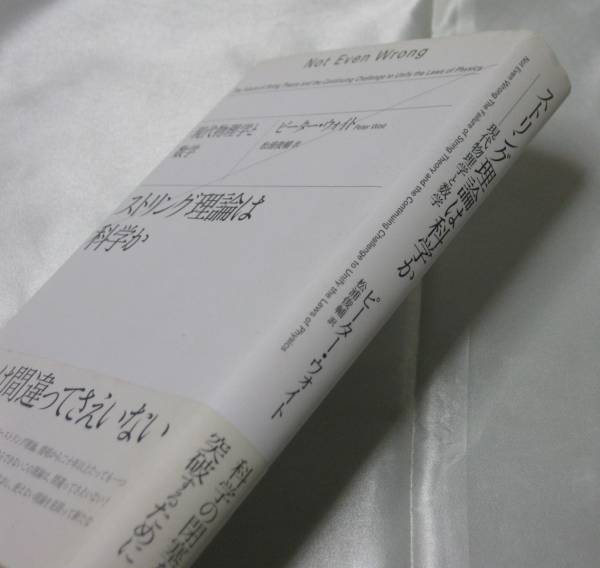 Not Even Wrong
The Failure of String Theory and the Continuing Challenge to Unify the Laws of Physics
現代物理学と
数学
ピーター・ウォイト Peter Woit
松浦俊輔 訳
ストリング理論は
科学か
は間違ってさえいない
Not Even Wrong: The Failure of String Theory and the Continuing Challenge to Unify the Laws of Physics
ストリング理論は科学か
現代物理学と数学
ピーター・ウォイト
松浦俊輔 訳
科学の閉塞
突破するために